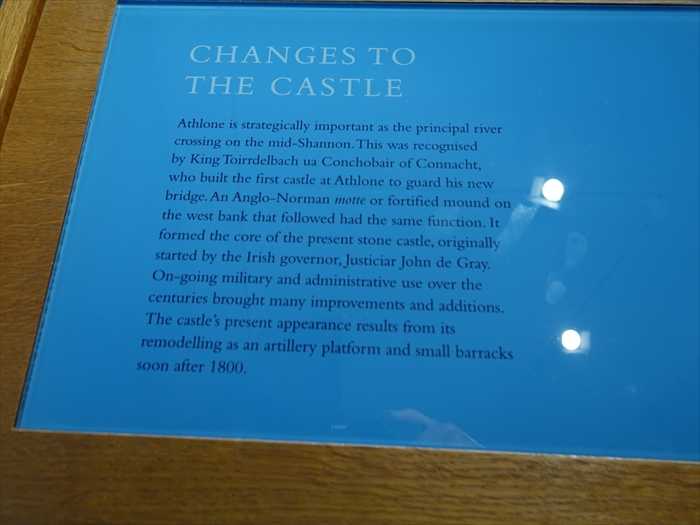 CHANGES TO
THE CASTLE
Athlone is strategically important as the principal river
crossing on the mid-Shannon. This was recognised
by King Toirrdelbach ua Conchobair of Connacht,
who built the first castle at Athlone to guard his new
bridge. An Anglo-Norman motte or fortified mound on
the west bank that followed had the same function. It
formed the core of the present stone castle, originally
started by the Irish governor, Justiciar John de Gray.
On-going military and administrative use over the
centuries brought many improvements and additions.
The castle's present appearance results from its
remodelling as an artillery platform and small barracks
soon after 1800.